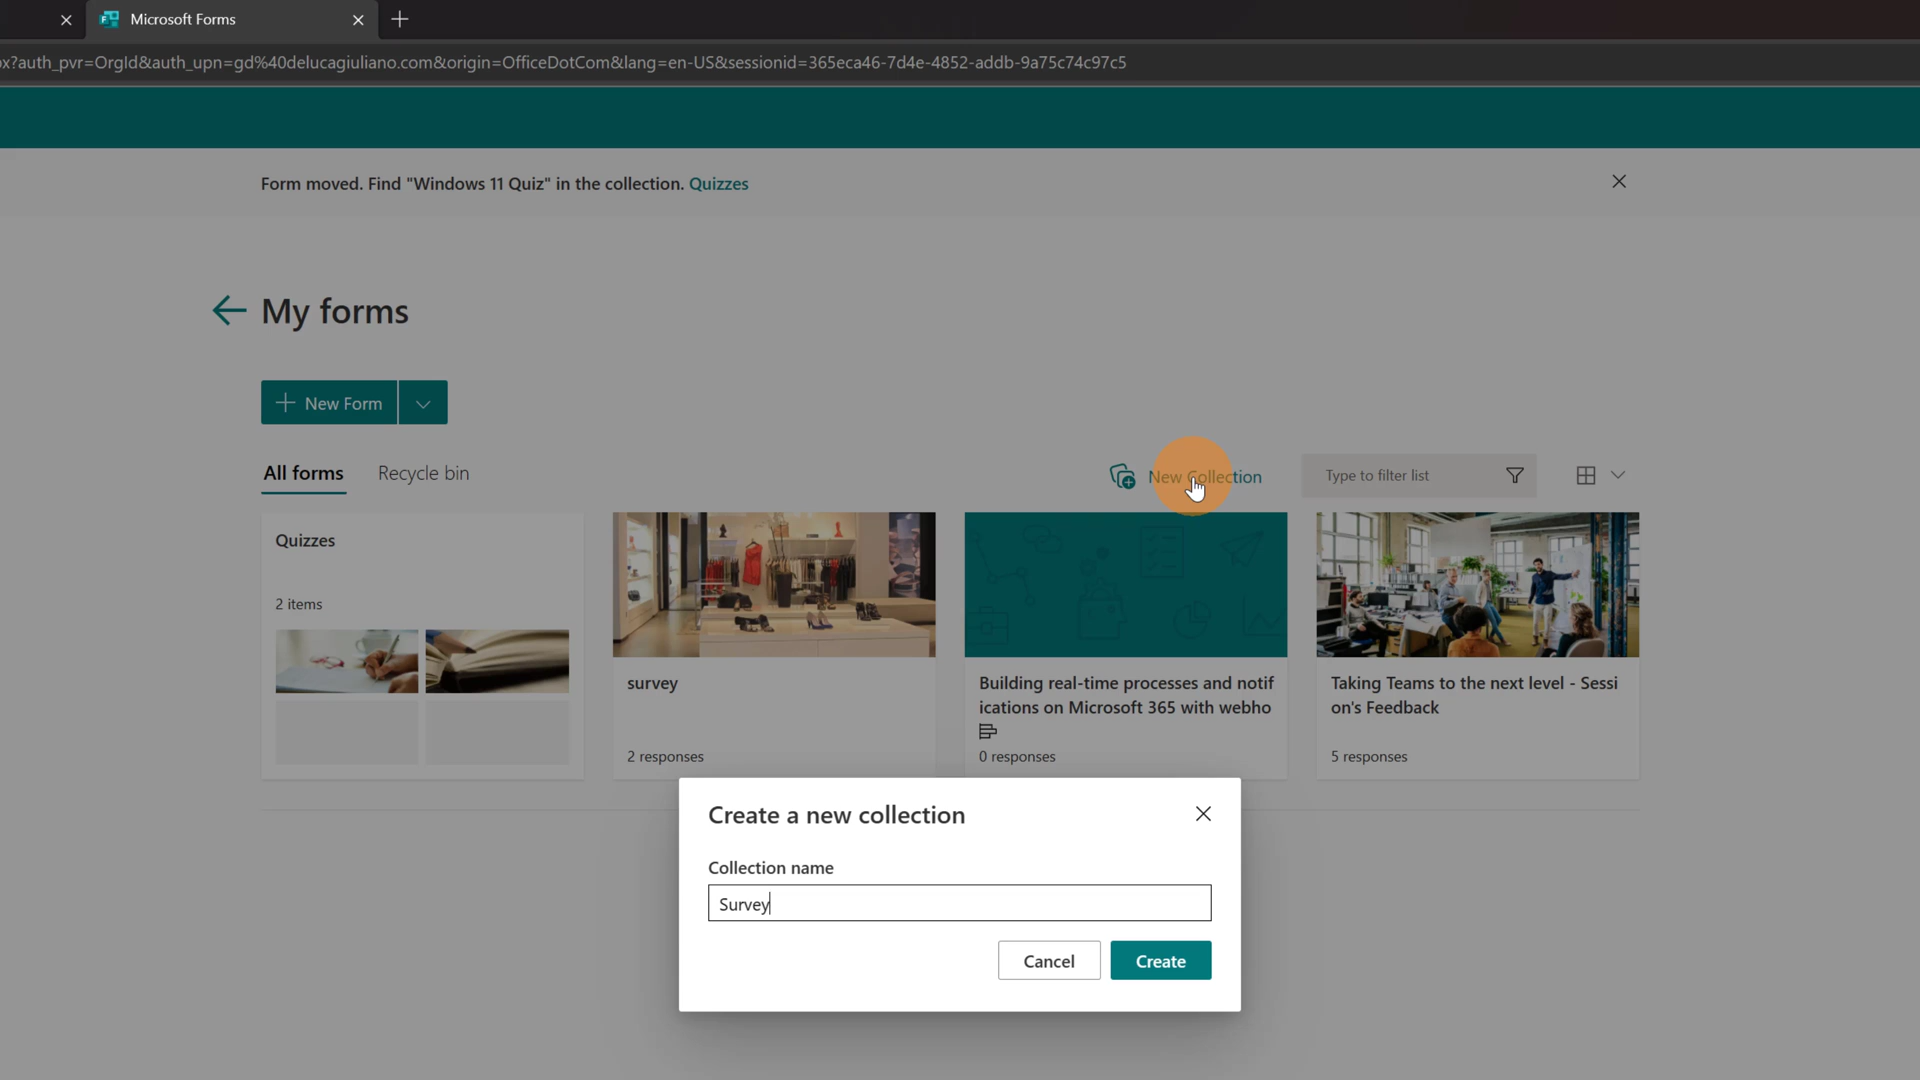 Microsoft Forms
x?auth_pvr=OrgId&auth_upn=gd%40delucagiuliano.com&origin=OfficeDotCom&lang=en-US&sessionid=365eca46-7d4e-4852-addb-9a75c74c97c5
Form moved. Find "Windows 11 Quiz" in the collection. Quizzes
My forms
New Form
All forms
Recycle bin
New Collection
Type to filter list
Quizzes
2 items
survey
2 responses
Building real-time processes and notif
ications on Microsoft 365 with webho
0 responses
Taking Teams to the next level - Sessi
on's Feedback
5 responses
Create a new collection
Collection name
Survey
Cancel
Create